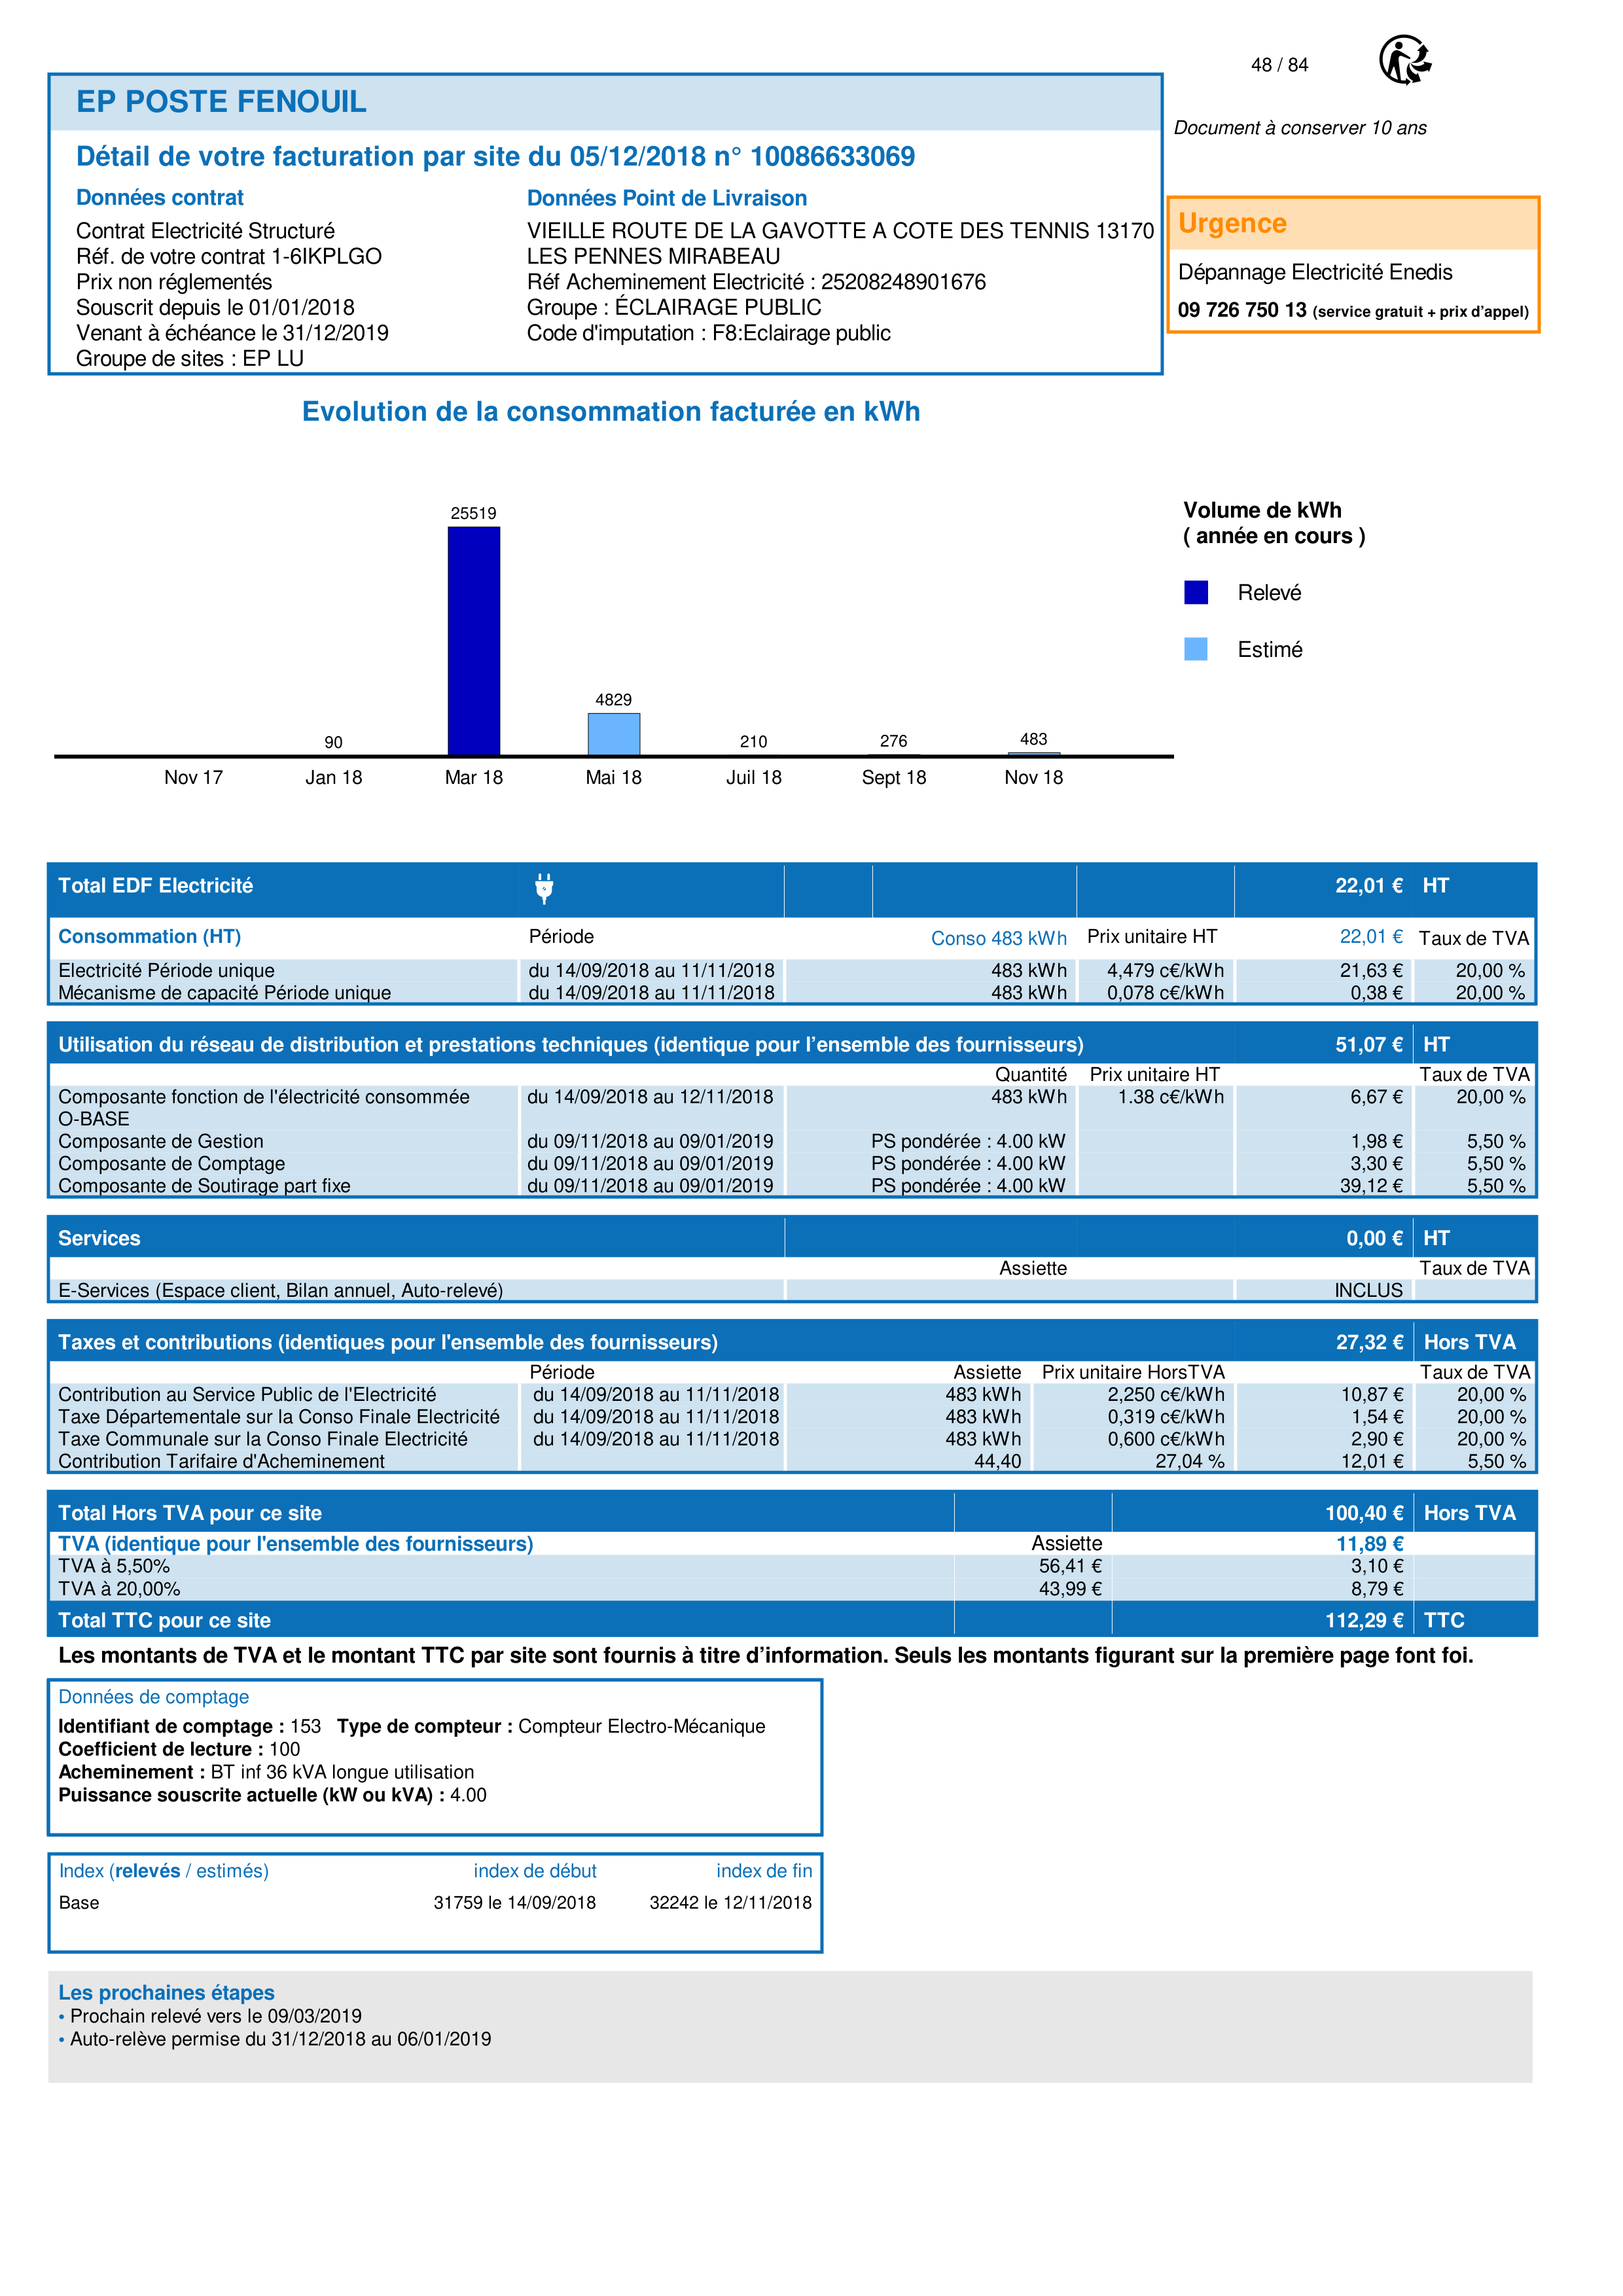 48 / 84
EP POSTE FENOUIL
Document à conserver 10 ans
Détail de votre facturation par site du 05/12/2018 n° 10086633069
Données contrat
Contrat Electricité Structuré
Réf. de votre contrat 1-6IKPLGO
Prix non réglementés
Souscrit depuis le 01/01/2018
Venant à échéance le 31/12/2019
Groupe de sites : EP LU
Données Point de Livraison
VIEILLE ROUTE DE LA GAVOTTE A COTE DES TENNIS 13170
LES PENNES MIRABEAU
Réf Acheminement Electricité : 25208248901676
Groupe : ÉCLAIRAGE PUBLIC
Code d'imputation : F8:Eclairage public
Urgence
Dépannage Electricité Enedis
09 726 750 13 (service gratuit + prix d’appel)
Evolution de la consommation facturée en kWh
25519
4829
90
210
276
483
Nov 17 Jan 18 Mar 18 Mai 18 Juil 18 Sept 18 Nov 18
Volume de kWh
( année en cours )
Relevé
Estimé
Total EDF Electricité 22,01 € HT
Consommation (HT) Période Conso 483 kWh Prix unitaire HT 22,01 € Taux de TVA
Electricité Période unique du 14/09/2018 au 11/11/2018 483 kWh 4,479 c€/kWh 21,63 € 20,00 %
Mécanisme de capacité Période unique du 14/09/2018 au 11/11/2018 483 kWh 0,078 c€/kWh 0,38 € 20,00 %
Utilisation du réseau de distribution et prestations techniques (identique pour l’ensemble des fournisseurs) 51,07 € HT
Quantité Prix unitaire HT Taux de TVA
Composante fonction de l'électricité consommée du 14/09/2018 au 12/11/2018 483 kWh 1.38 c€/kWh 6,67 € 20,00 %
O-BASE
Composante de Gestion du 09/11/2018 au 09/01/2019 PS pondérée : 4.00 kW 1,98 € 5,50 %
Composante de Comptage du 09/11/2018 au 09/01/2019 PS pondérée : 4.00 kW 3,30 € 5,50 %
Composante de Soutirage part fixe du 09/11/2018 au 09/01/2019 PS pondérée : 4.00 kW 39,12 € 5,50 %
Services 0,00 € HT
Assiette Taux de TVA
E-Services (Espace client, Bilan annuel, Auto-relevé) INCLUS
Taxes et contributions (identiques pour l'ensemble des fournisseurs) 27,32 € Hors TVA
Période Assiette Prix unitaire HorsTVA Taux de TVA
Contribution au Service Public de l'Electricité du 14/09/2018 au 11/11/2018 483 kWh 2,250 c€/kWh 10,87 € 20,00 %
Taxe Départementale sur la Conso Finale Electricité du 14/09/2018 au 11/11/2018 483 kWh 0,319 c€/kWh 1,54 € 20,00 %
Taxe Communale sur la Conso Finale Electricité du 14/09/2018 au 11/11/2018 483 kWh 0,600 c€/kWh 2,90 € 20,00 %
Contribution Tarifaire d'Acheminement 44,40 27,04 % 12,01 € 5,50 %
Total Hors TVA pour ce site 100,40 € Hors TVA
TVA (identique pour l'ensemble des fournisseurs) Assiette 11,89 €
TVA à 5,50% 56,41 € 3,10 €
TVA à 20,00% 43,99 € 8,79 €
Total TTC pour ce site 112,29 € TTC
Les montants de TVA et le montant TTC par site sont fournis à titre d’information. Seuls les montants figurant sur la première page font foi.
Données de comptage
Identifiant de comptage : 153 Type de compteur : Compteur Electro-Mécanique
Coefficient de lecture : 100
Acheminement : BT inf 36 kVA longue utilisation
Puissance souscrite actuelle (kW ou kVA) : 4.00
Index (relevés / estimés) index de début index de fin
Base 31759 le 14/09/2018 32242 le 12/11/2018
Les prochaines étapes
• Prochain relevé vers le 09/03/2019
• Auto-relève permise du 31/12/2018 au 06/01/2019